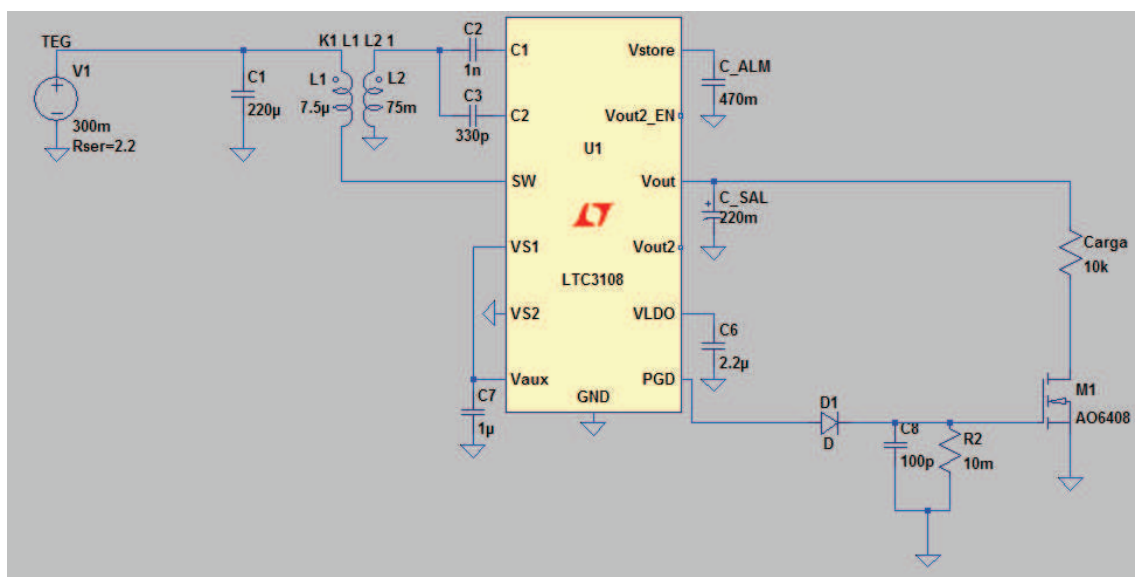 TEG
V1
300m
Rser=2.2
C1
220µ
K1 L1 L2 1
L1
7.5µ
L2
75m
C2
1n
C3
330p
C1
C2
SW
VS1
VS2
Vaux
C7
1µ
U1
LTC3108
GND
Vstore
Vout2_EN
Vout
Vout2
VLDO
PGD
C_ALM
470m
C_SAL
220m
C6
2.2µ
Carga
10k
D1
D
C8
100p
R2
10m
M1
AO6408